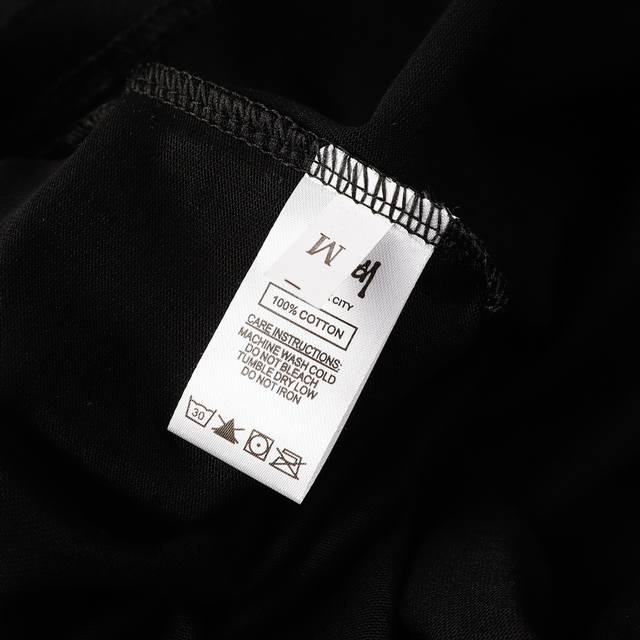 M
CITY
100% COTTON
CARE INSTRUCTIONS:
MACHINE WASH COLD
DO NOT BLEACH
TUMBLE DRY LOW
DO NOT IRON
30